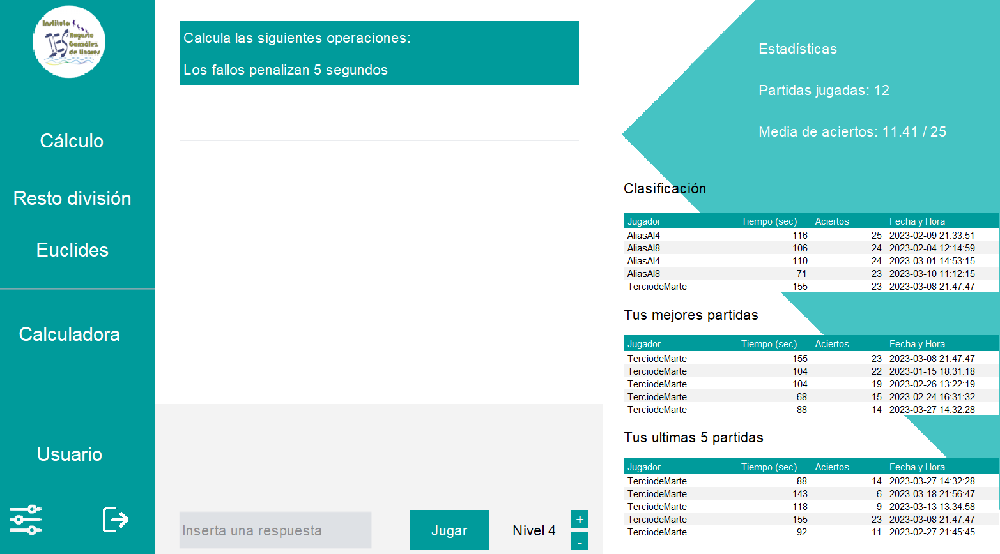 Instituto
IES
Augusto
González
de Linares
Cálculo
Resto división
Euclides
Calculadora
Usuario
Calcula las siguientes operaciones:
Los fallos penalizan 5 segundos
Inserta una respuesta
Jugar
Nivel 4
+
-
Estadísticas
Partidas jugadas: 12
Media de aciertos: 11.41 / 25
Clasificación
Jugador Tiempo (sec) Aciertos Fecha y Hora
AliasAl4 116 25 2023-02-09 21:33:51
AliasAl8 106 24 2023-02-04 12:14:59
AliasAl4 110 24 2023-03-01 14:53:15
AliasAl8 71 23 2023-03-10 11:12:15
TerciodeMarte 155 23 2023-03-08 21:47:47
Tus mejores partidas
Jugador Tiempo (sec) Aciertos Fecha y Hora
TerciodeMarte 155 23 2023-03-08 21:47:47
TerciodeMarte 104 22 2023-01-15 18:31:18
TerciodeMarte 104 19 2023-02-26 13:22:19
TerciodeMarte 68 15 2023-02-24 16:31:32
TerciodeMarte 88 14 2023-03-27 14:32:28
Tus ultimas 5 partidas
Jugador Tiempo (sec) Aciertos Fecha y Hora
TerciodeMarte 88 14 2023-03-27 14:32:28
TerciodeMarte 143 6 2023-03-18 21:56:47
TerciodeMarte 118 9 2023-03-13 13:34:58
TerciodeMarte 155 23 2023-03-08 21:47:47
TerciodeMarte 92 11 2023-02-27 21:45:45